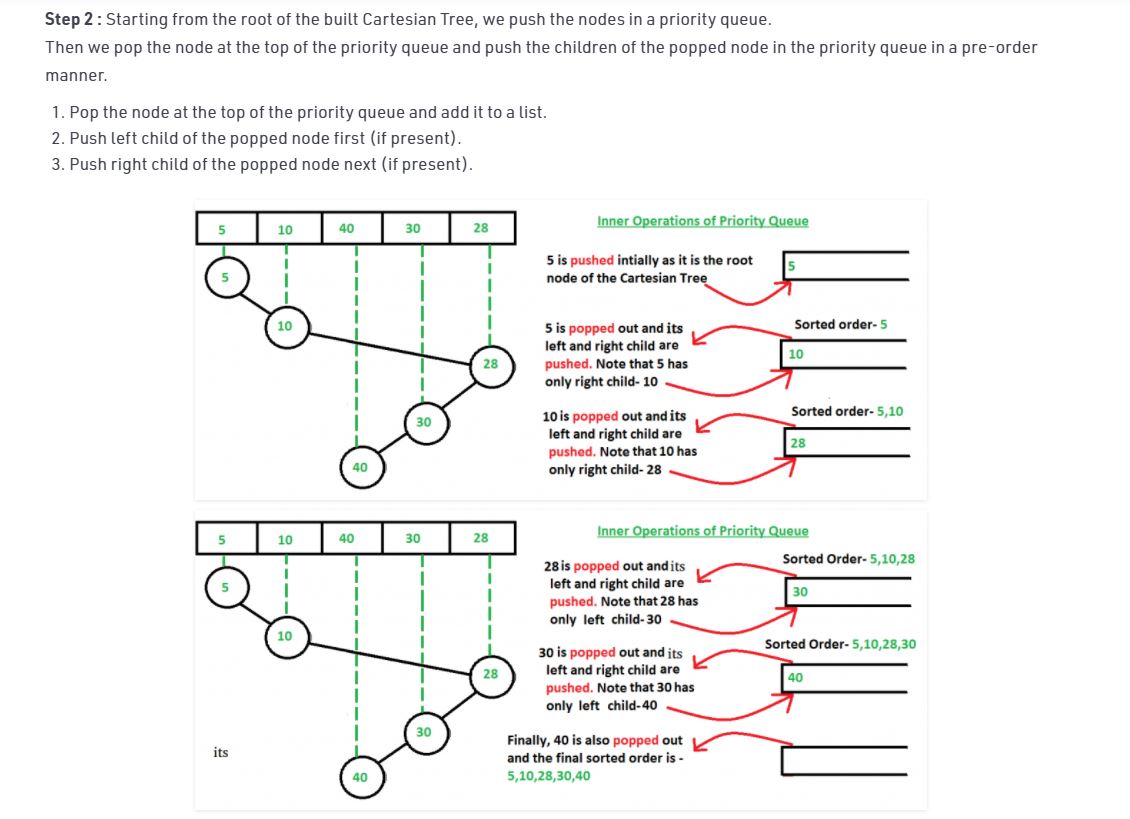 Step 2 : Starting from the root of the built Cartesian Tree, we push the nodes in a priority queue.
Then we pop the node at the top of the priority queue and push the children of the popped node in the priority queue in a pre-order
manner.
1. Pop the node at the top of the priority queue and add it to a list.
2. Push left child of the popped node first (if present).
3. Push right child of the popped node next (if present).
5 10 40 30 28
5
10
28
30
40
Inner Operations of Priority Queue
5 is pushed intially as it is the root
node of the Cartesian Tree
5
5 is popped out and its
left and right child are
pushed. Note that 5 has
only right child- 10
Sorted order- 5
10
10 is popped out and its
left and right child are
pushed. Note that 10 has
only right child- 28
Sorted order- 5,10
28
5 10 40 30 28
5
10
28
30
its
40
Inner Operations of Priority Queue
28 is popped out and its
left and right child are
pushed. Note that 28 has
only left child-30
Sorted Order- 5,10,28
30
30 is popped out and its
left and right child are
pushed. Note that 30 has
only left child-40
Sorted Order- 5,10,28,30
40
Finally, 40 is also popped out
and the final sorted order is -
5,10,28,30,40